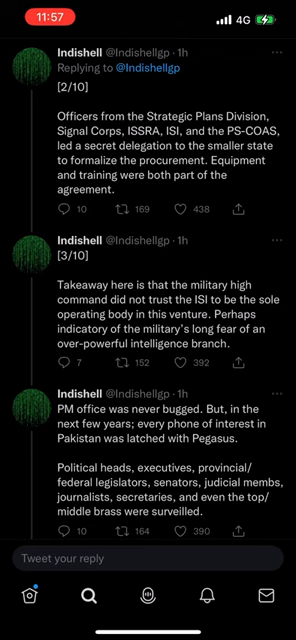 11:57
4G
Indishell @Indishellgp · 1h
Replying to @ISSHellgp
[2/10]
Officers from the Strategic Plans Division,
Signal Corps, ISSRA, ISI, and the PS-COAS,
led a secret delegation to the smaller state
to formalize the procurement. Equipment
and training were both part of the
agreement.
10 169 438
Indishell @Indishellgp · 1h
[3/10]
Takeaway here is that the military high
command did not trust the ISI to be the sole
operating body in this venture. Perhaps
indicatory of the military's long fear of an
over-powerful intelligence branch.
7 152 392
Indishell @Indishellgp · 1h
PM office was never bugged. But, in the
next few years; every phone of interest in
Pakistan was latched with Pegasus.
Political heads, executives, provincial/
federal legislators, senators, judicial membs,
journalists, secretaries, and even the top/
middle brass were surveilled.
10 164 390
Tweet your reply